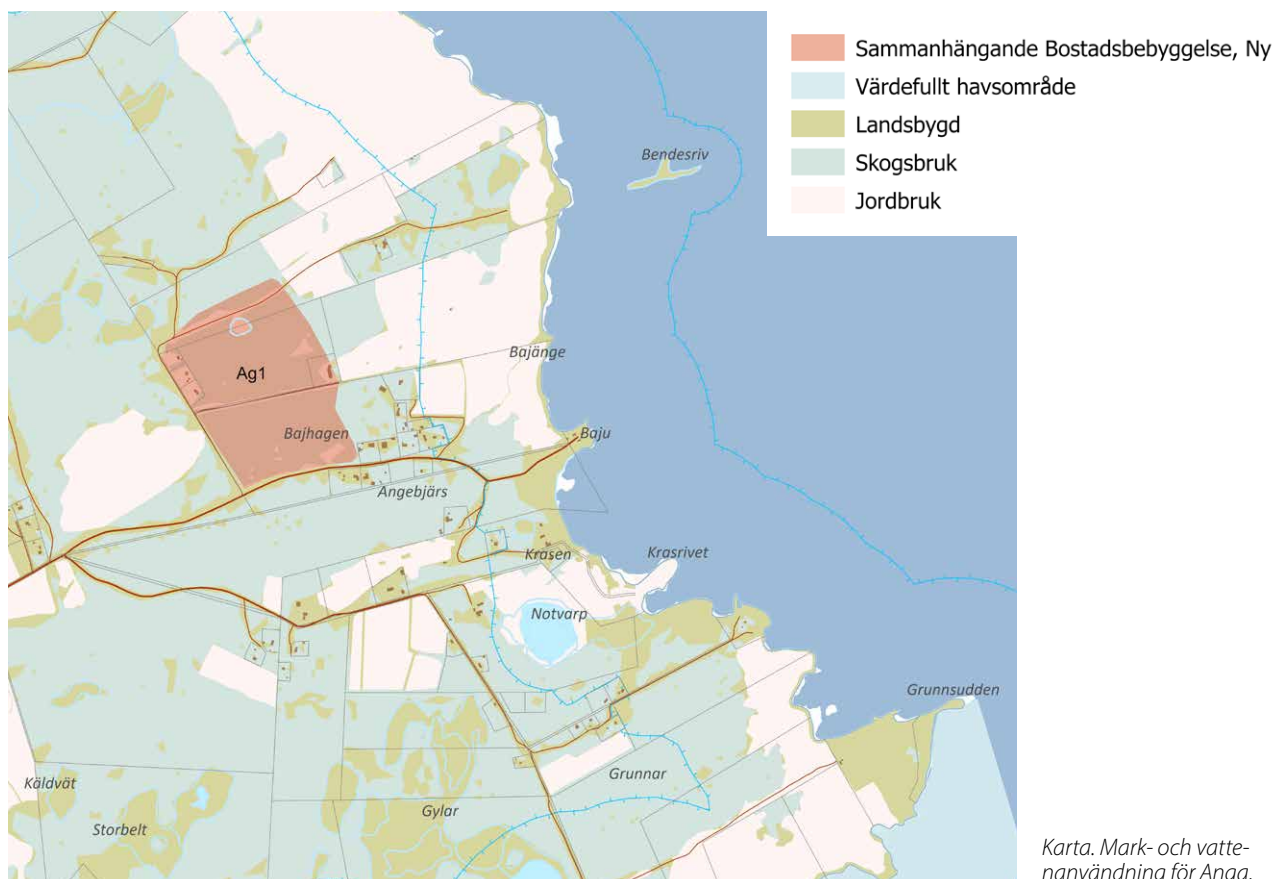 Sammanhängande Bostadsbebyggelse, Ny
Värdefullt havsområde
Landsbygd
Skogsbruk
Jordbruk
Bendesriv
Bajänge
Ag1
Bajhagen
Baju
Angebjärs
Krasen
Krasrivet
Notvarp
Grunnsudden
Grunnar
Käldvät
Gylar
Storbelt
Karta. Mark- och vatte-
nanvändning för Anga.